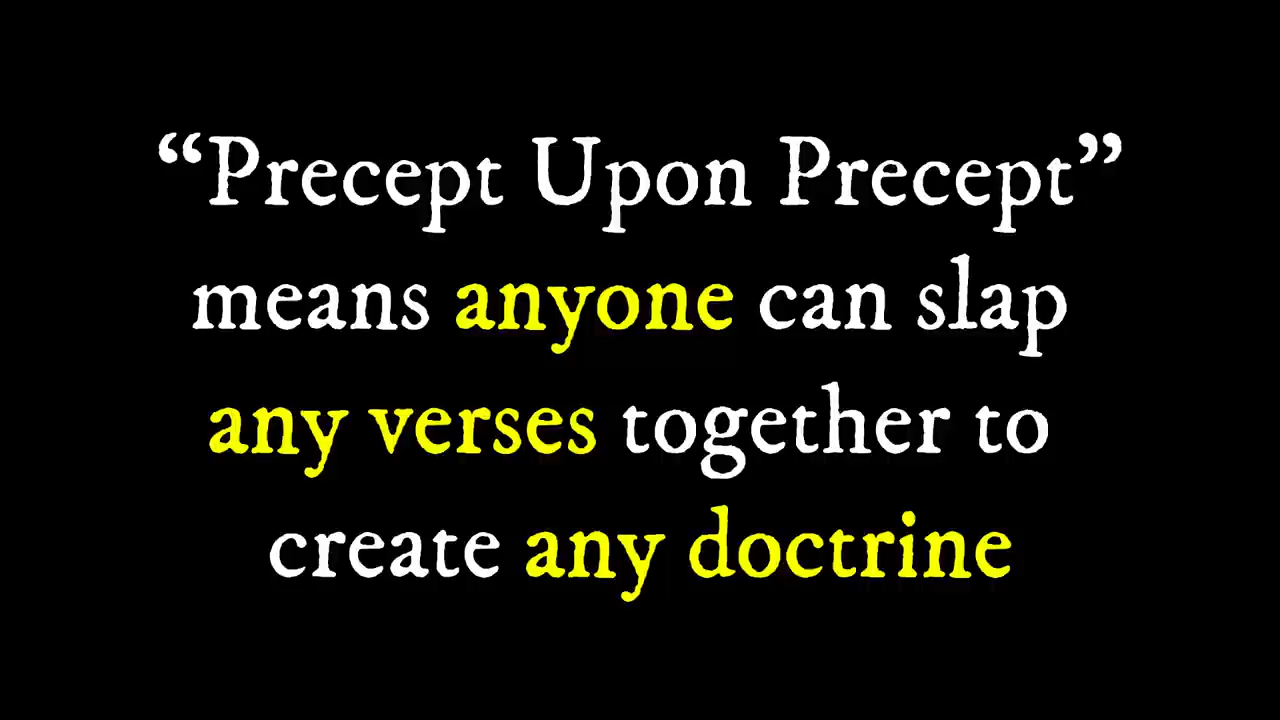 “Precept Upon Precept”
means anyone can slap
any verses together to
create any doctrine